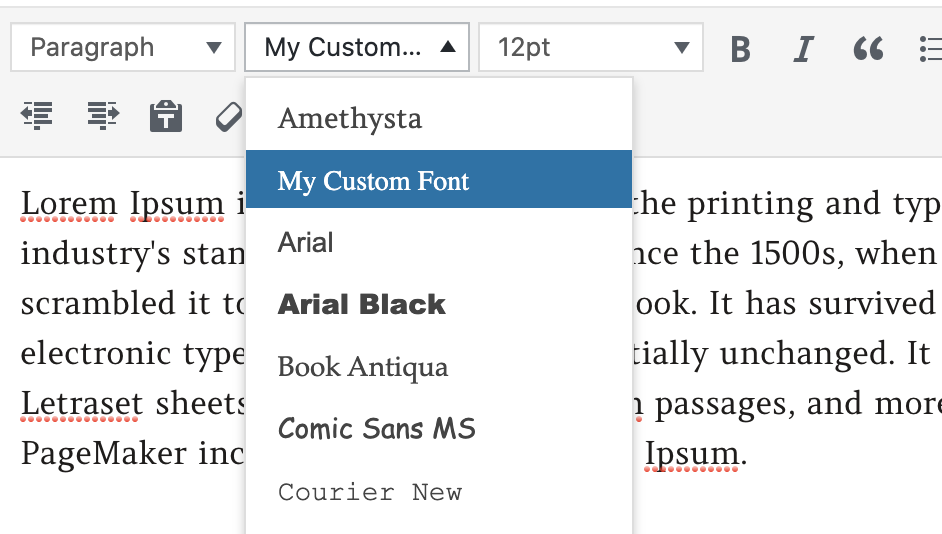 Paragraph My Custom... 12pt B I
Amethysta
My Custom Font
Arial
Arial Black
Book Antiqua
Comic Sans MS
Courier New
Lorem Ipsum i the printing and typ
industry's stan nce the 1500s, when
scrambled it to ook. It has survived
electronic type tially unchanged. It
Letraset sheets n passages, and more
PageMaker inc Ipsum.